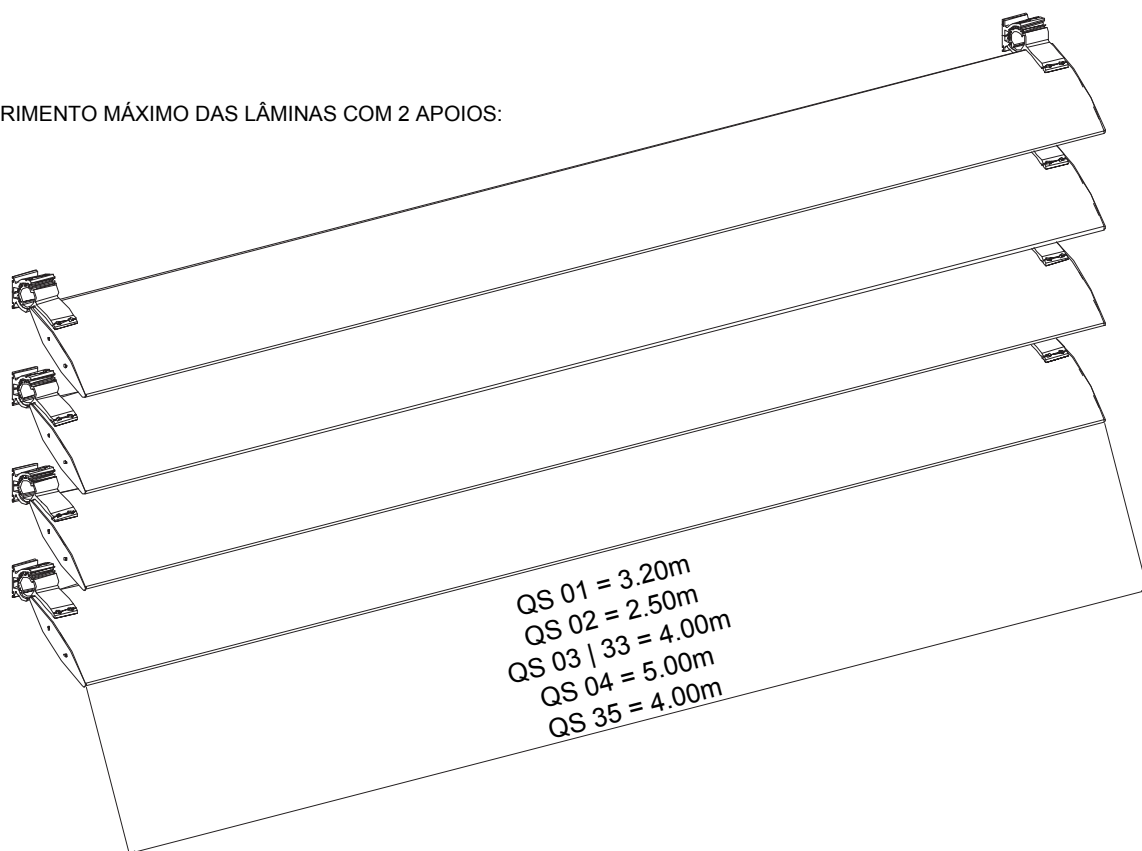 RIMENTO MÁXIMO DAS LÂMINAS COM 2 APOIOS:
QS 01 = 3.20m
QS 02 = 2.50m
QS 03 | 33 = 4.00m
QS 04 = 5.00m
QS 35 = 4.00m